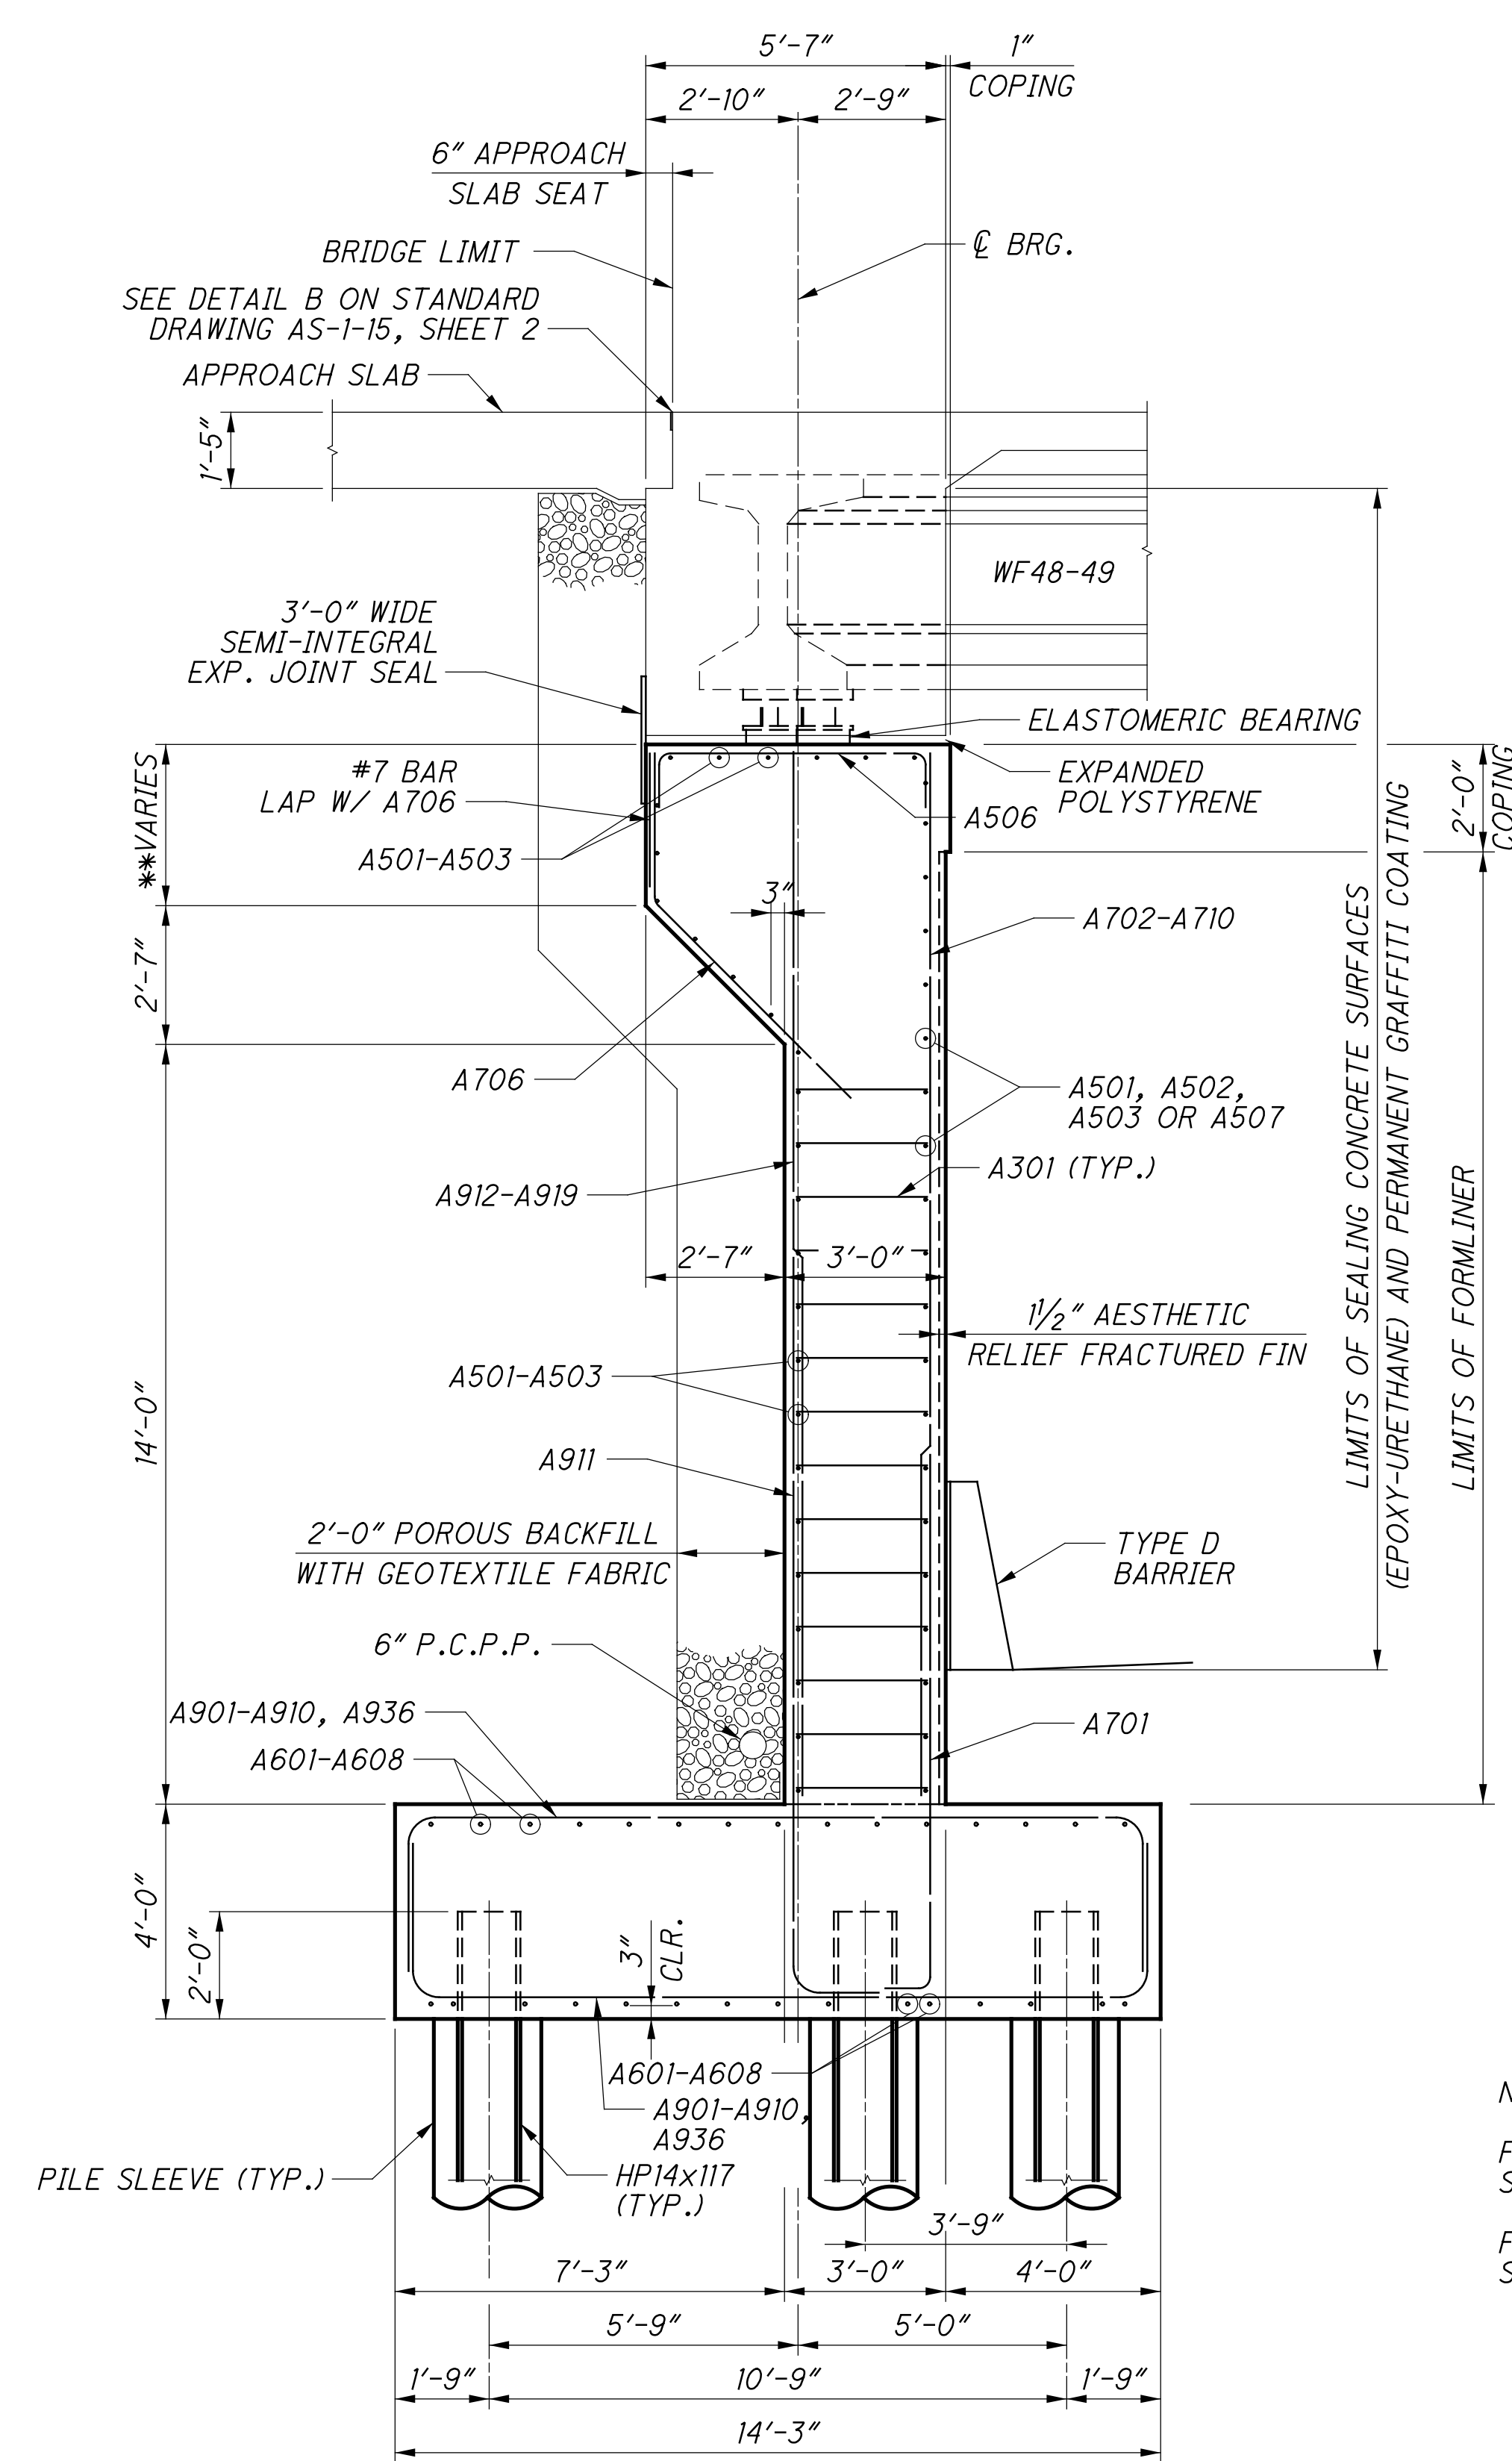 5'-7"
1"
COPING
2'-10"
2'-9"
6" APPROACH
SLAB SEAT
BRIDGE LIMIT
℄ BRG.
SEE DETAIL B ON STANDARD
DRAWING AS-1-15, SHEET 2
APPROACH SLAB
1'-5"
WF48-49
3'-0" WIDE
SEMI-INTEGRAL
EXP. JOINT SEAL
ELASTOMERIC BEARING
**VARIES
#7 BAR
LAP W/ A706
EXPANDED
POLYSTYRENE
2'-0"
COPING
A506
A501-A503
3"
A702-A710
2'-7"
A706
A501, A502,
A503 OR A507
A301 (TYP.)
A912-A919
2'-7"
3'-0"
1½" AESTHETIC
RELIEF FRACTURED FIN
LIMITS OF SEALING CONCRETE SURFACES
(EPOXY-URETHANE) AND PERMANENT GRAFFITI COATING
LIMITS OF FORMLINER
A501-A503
14'-0"
A911
2'-0" POROUS BACKFILL
WITH GEOTEXTILE FABRIC
TYPE D
BARRIER
6" P.C.P.P.
A901-A910, A936
A601-A608
A701
4'-0"
2'-0"
3"
CLR.
A601-A608
A901-A910,
A936
PILE SLEEVE (TYP.)
HP14x117
(TYP.)
3'-9"
7'-3"
3'-0"
4'-0"
5'-9"
5'-0"
1'-9"
10'-9"
1'-9"
14'-3"